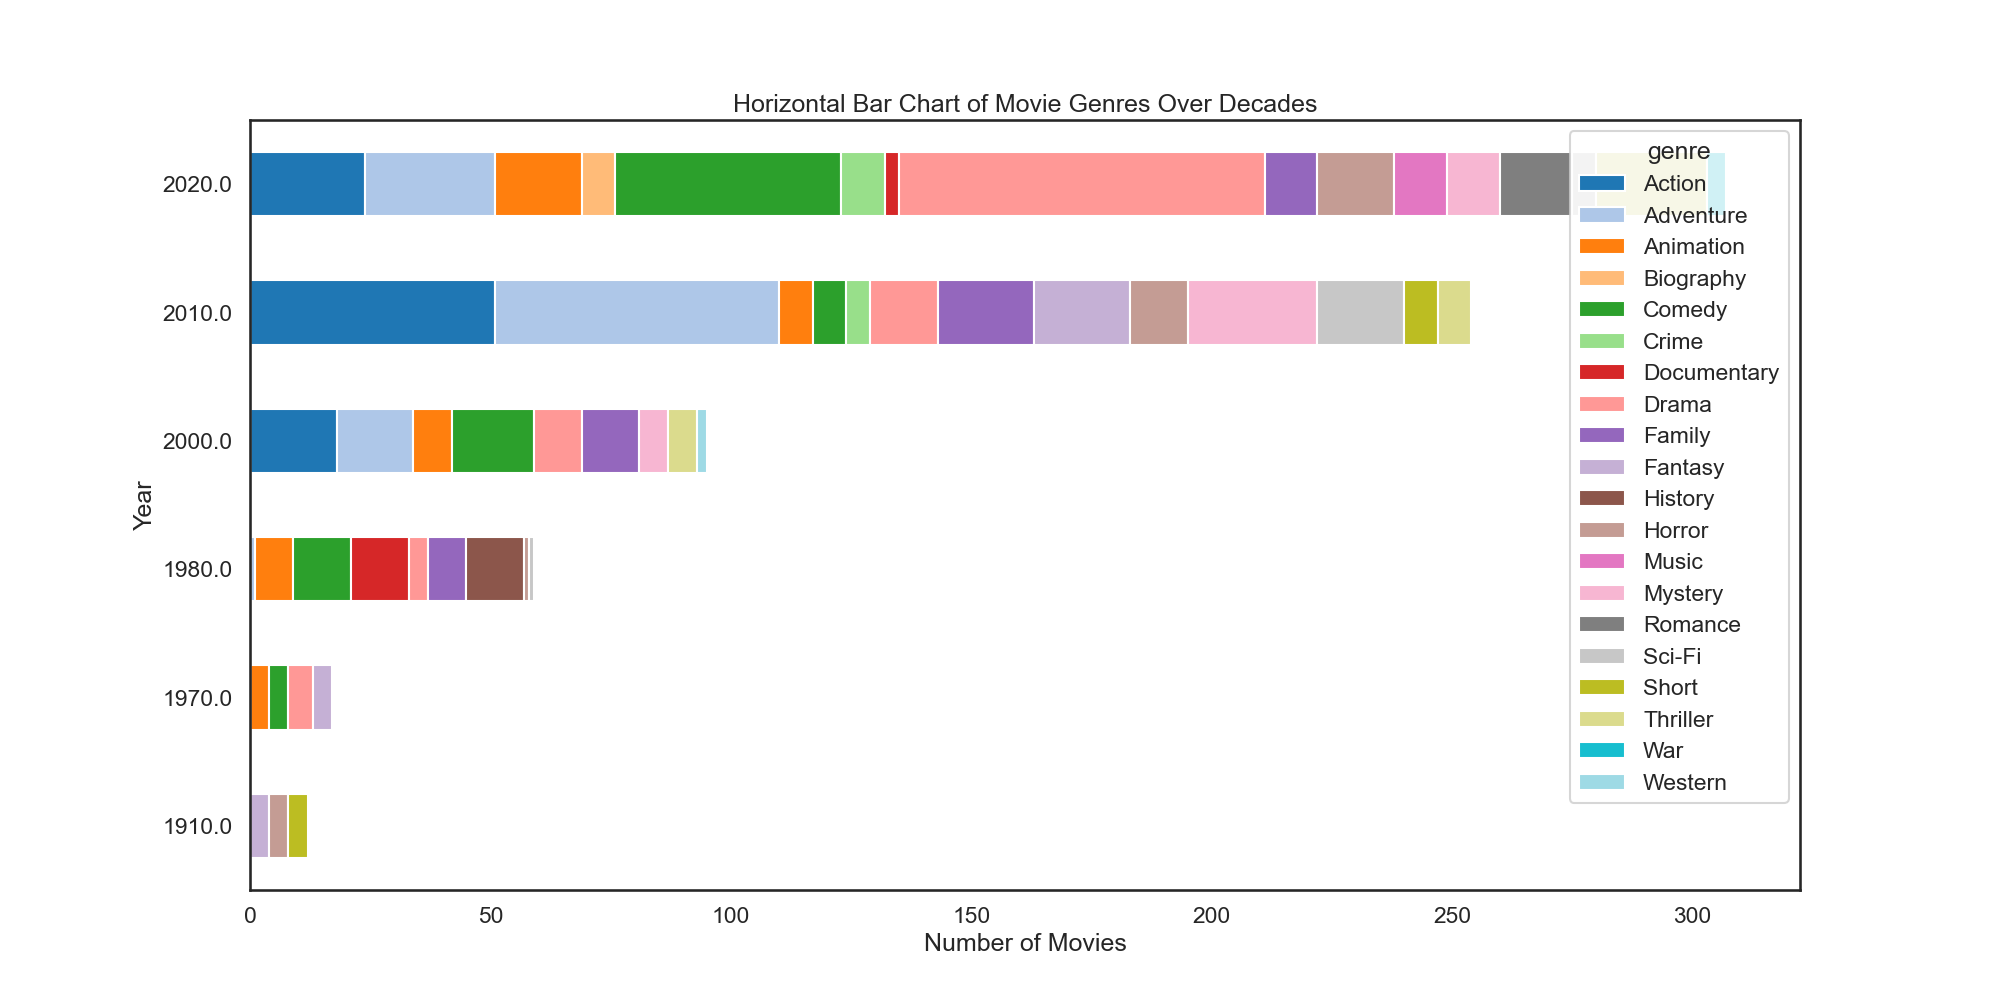 Horizontal Bar Chart of Movie Genres Over Decades
genre
Action
Adventure
Animation
Biography
Comedy
Crime
Documentary
Drama
Family
Fantasy
History
Horror
Music
Mystery
Romance
Sci-Fi
Short
Thriller
War
Western
Year
2020.0
2010.0
2000.0
1980.0
1970.0
1910.0
0 50 100 150 200 250 300
Number of Movies